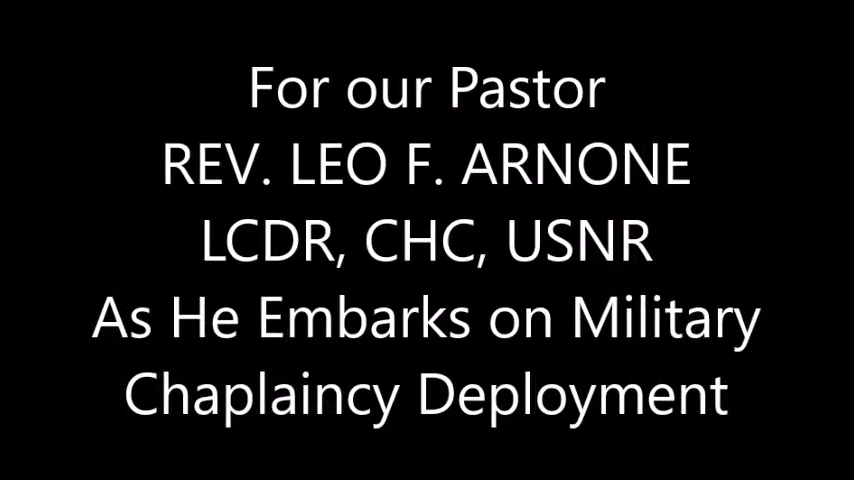 For our Pastor
REV. LEO F. ARNONE
LCDR, CHC, USNR
As He Embarks on Military
Chaplaincy Deployment